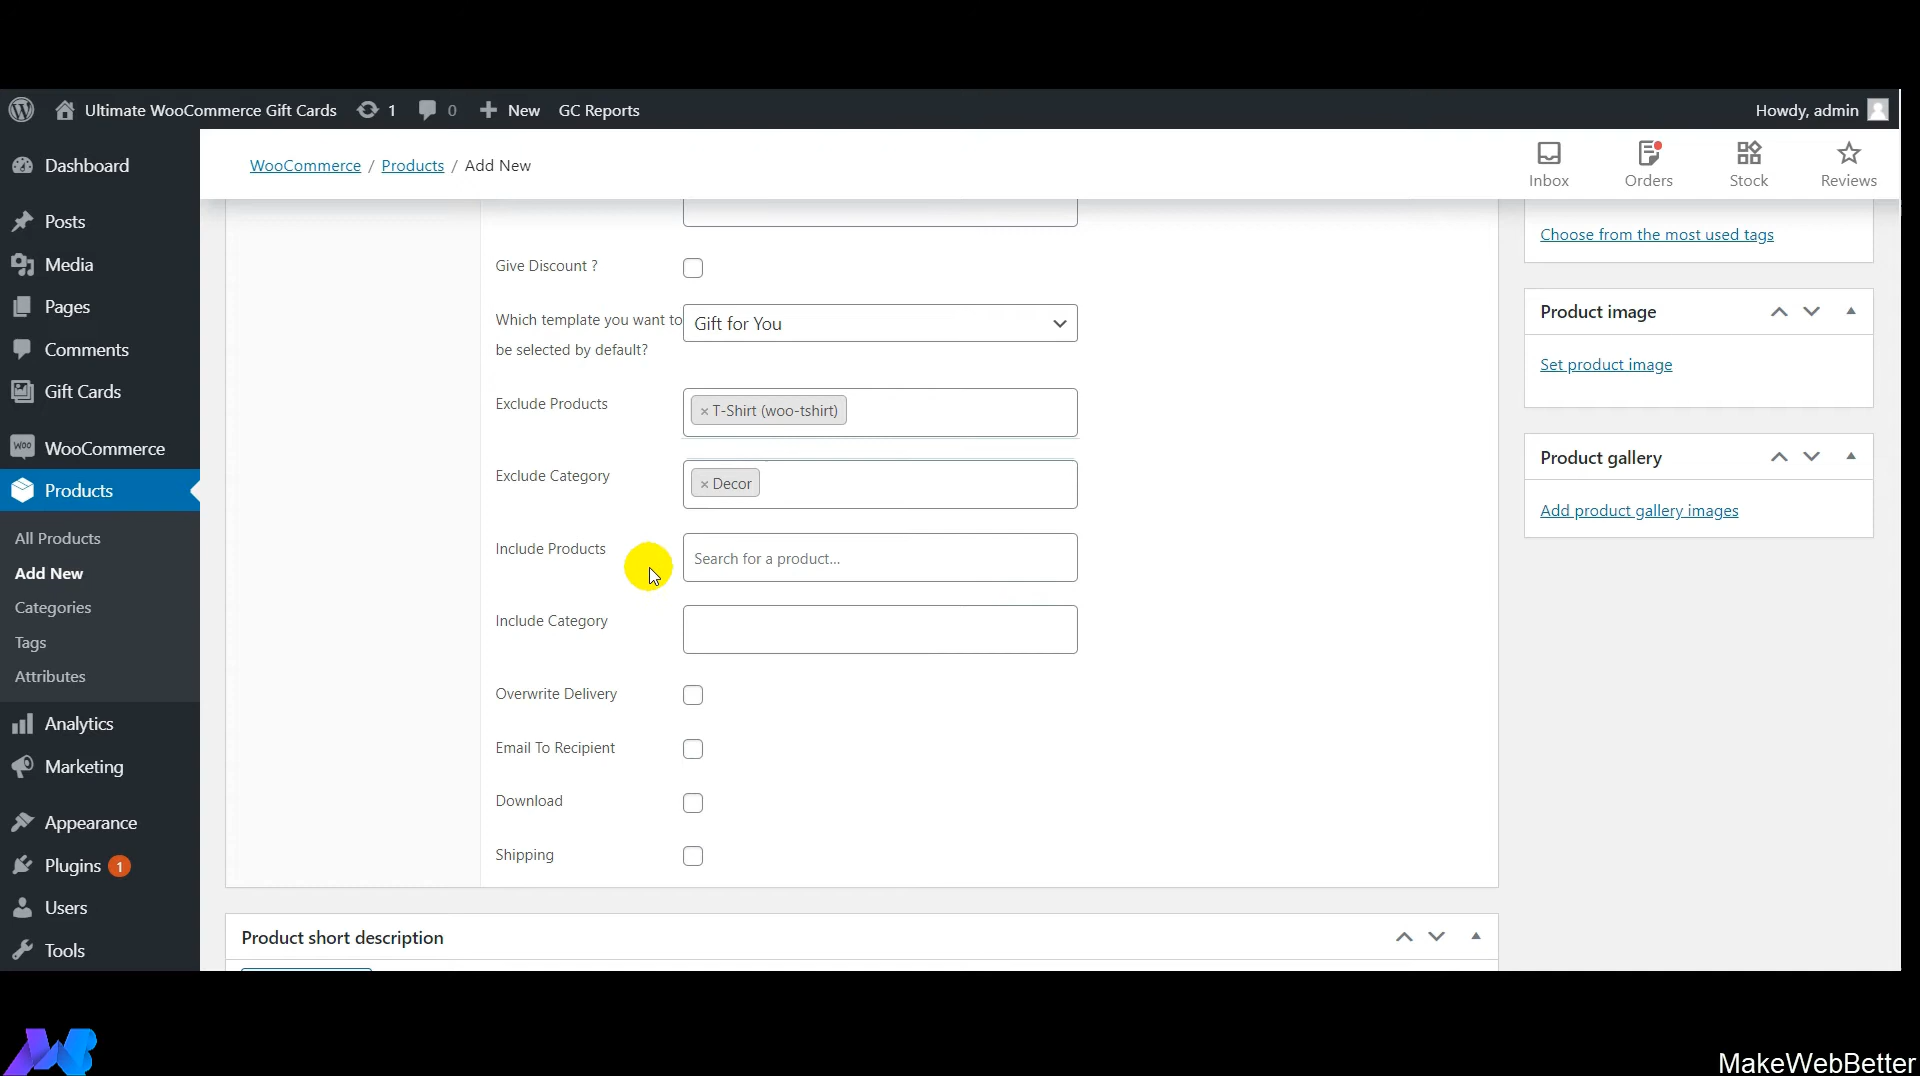 Ultimate WooCommerce Gift Cards 1 0 New GC Reports Howdy, admin
WooCommerce / Products / Add New
Inbox Orders Stock Reviews
Dashboard
Posts
Media
Pages
Comments
Gift Cards
WOO WooCommerce
Products
All Products
Add New
Categories
Tags
Attributes
Analytics
Marketing
Appearance
Plugins 1
Users
Tools
Give Discount ?
Which template you want to
be selected by default?
Gift for You
Exclude Products
× T-Shirt (woo-tshirt)
Exclude Category
× Decor
Include Products
Search for a product...
Include Category
Overwrite Delivery
Email To Recipient
Download
Shipping
Product short description
Choose from the most used tags
Product image
Set product image
Product gallery
Add product gallery images
MakeWebBetter